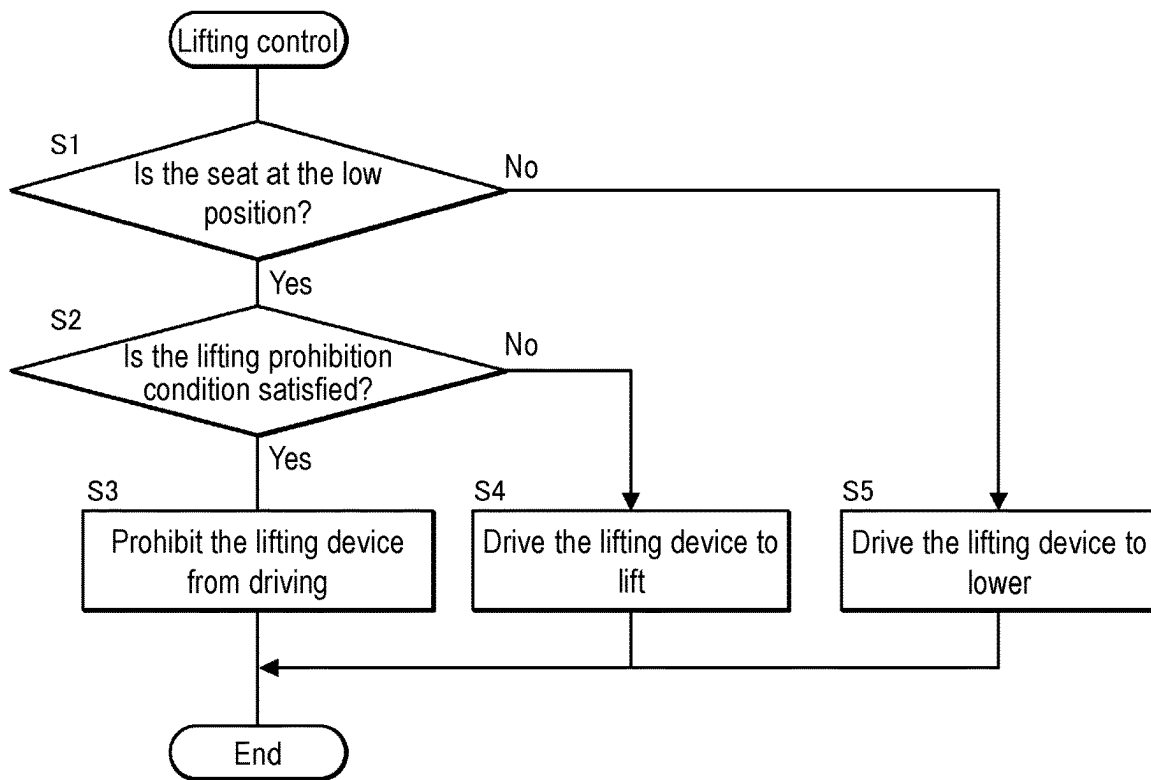 Lifting control
S1
Is the seat at the low
position?
No
Yes
S2
Is the lifting prohibition
condition satisfied?
No
Yes
S3
Prohibit the lifting device
from driving
S4
Drive the lifting device to
lift
S5
Drive the lifting device to
lower
End